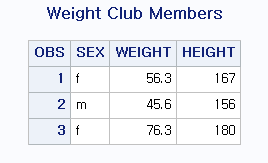 Weight Club Members
OBS SEX WEIGHT HEIGHT
1 f 56.3 167
2 m 45.6 156
3 f 76.3 180